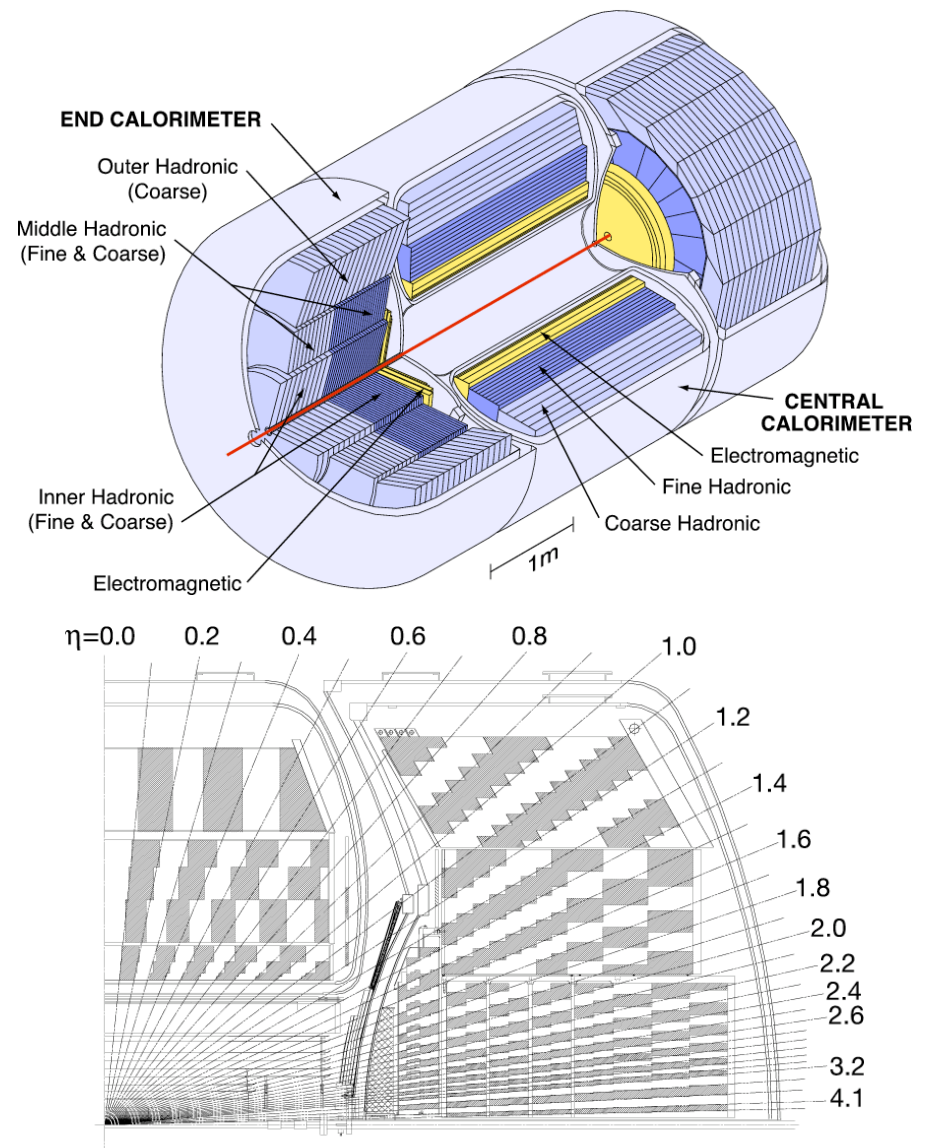 END CALORIMETER
Outer Hadronic
(Coarse)
Middle Hadronic
(Fine & Coarse)
CENTRAL
CALORIMETER
Electromagnetic
Fine Hadronic
Inner Hadronic
(Fine & Coarse)
Coarse Hadronic
1m
Electromagnetic
η=0.0 0.2 0.4 0.6 0.8
1.0
1.2
1.4
1.6
1.8
2.0
2.2
2.4
2.6
3.2
4.1